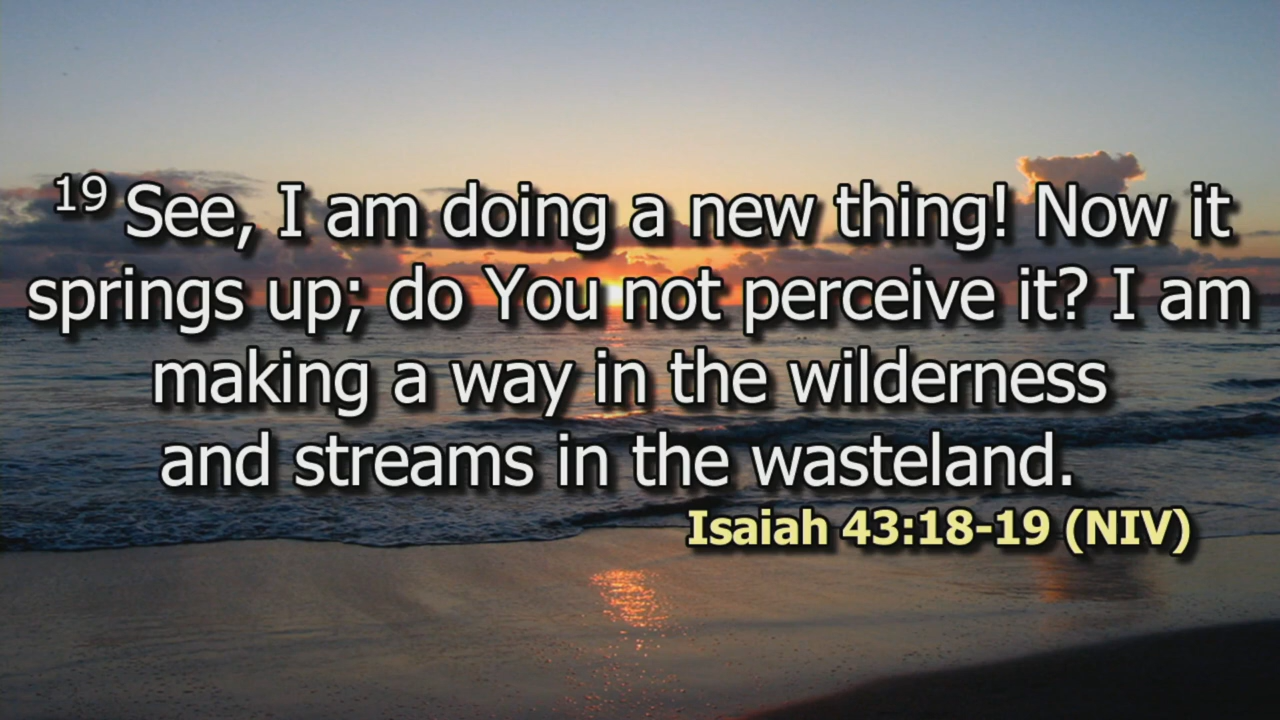 19 See, I am doing a new thing! Now it
springs up; do You not perceive it? I am
making a way in the wilderness
and streams in the wasteland.
Isaiah 43:18-19 (NIV)